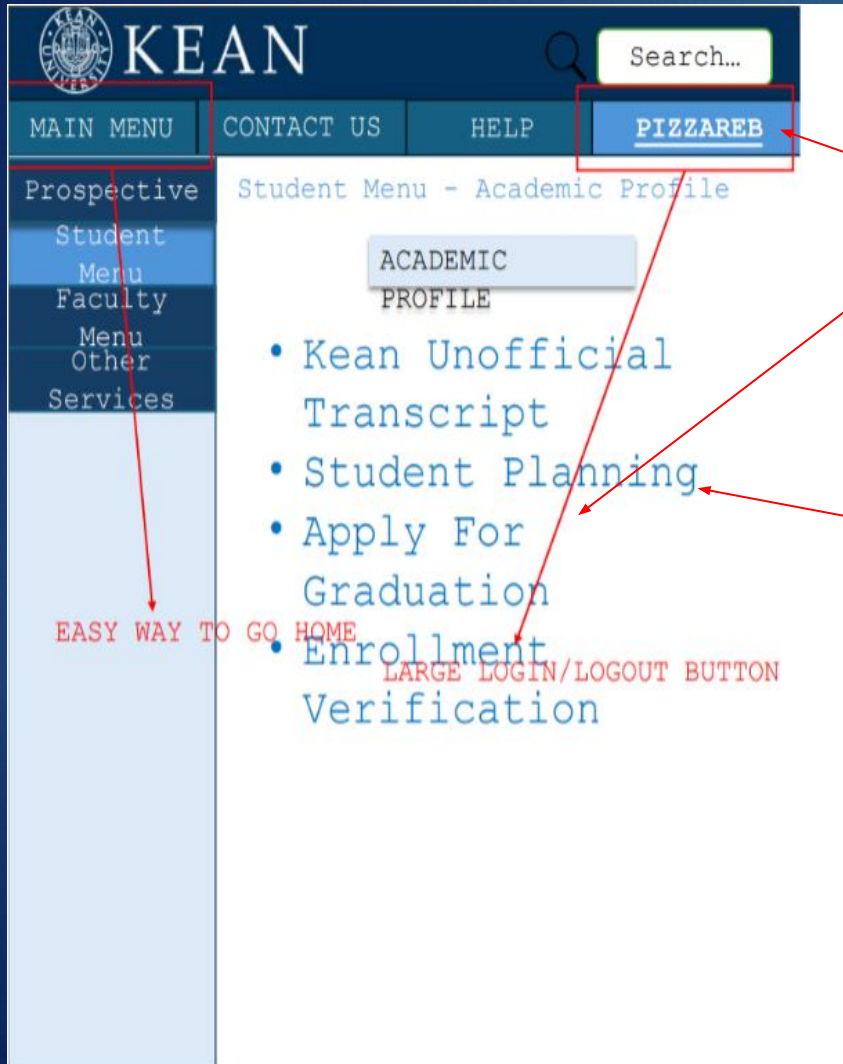 KEAN UNIVERSITY
KEAN
Search…
MAIN MENU
CONTACT US
HELP
PIZZAREB
Prospective
Student
Menu
Faculty
Menu
Other
Services
Student Menu - Academic Profile
ACADEMIC
PROFILE
• Kean Unofficial
Transcript
• Student Planning
• Apply For
Graduation
• Enrollment
Verification
EASY WAY TO GO HOME
LARGE LOGIN/LOGOUT BUTTON